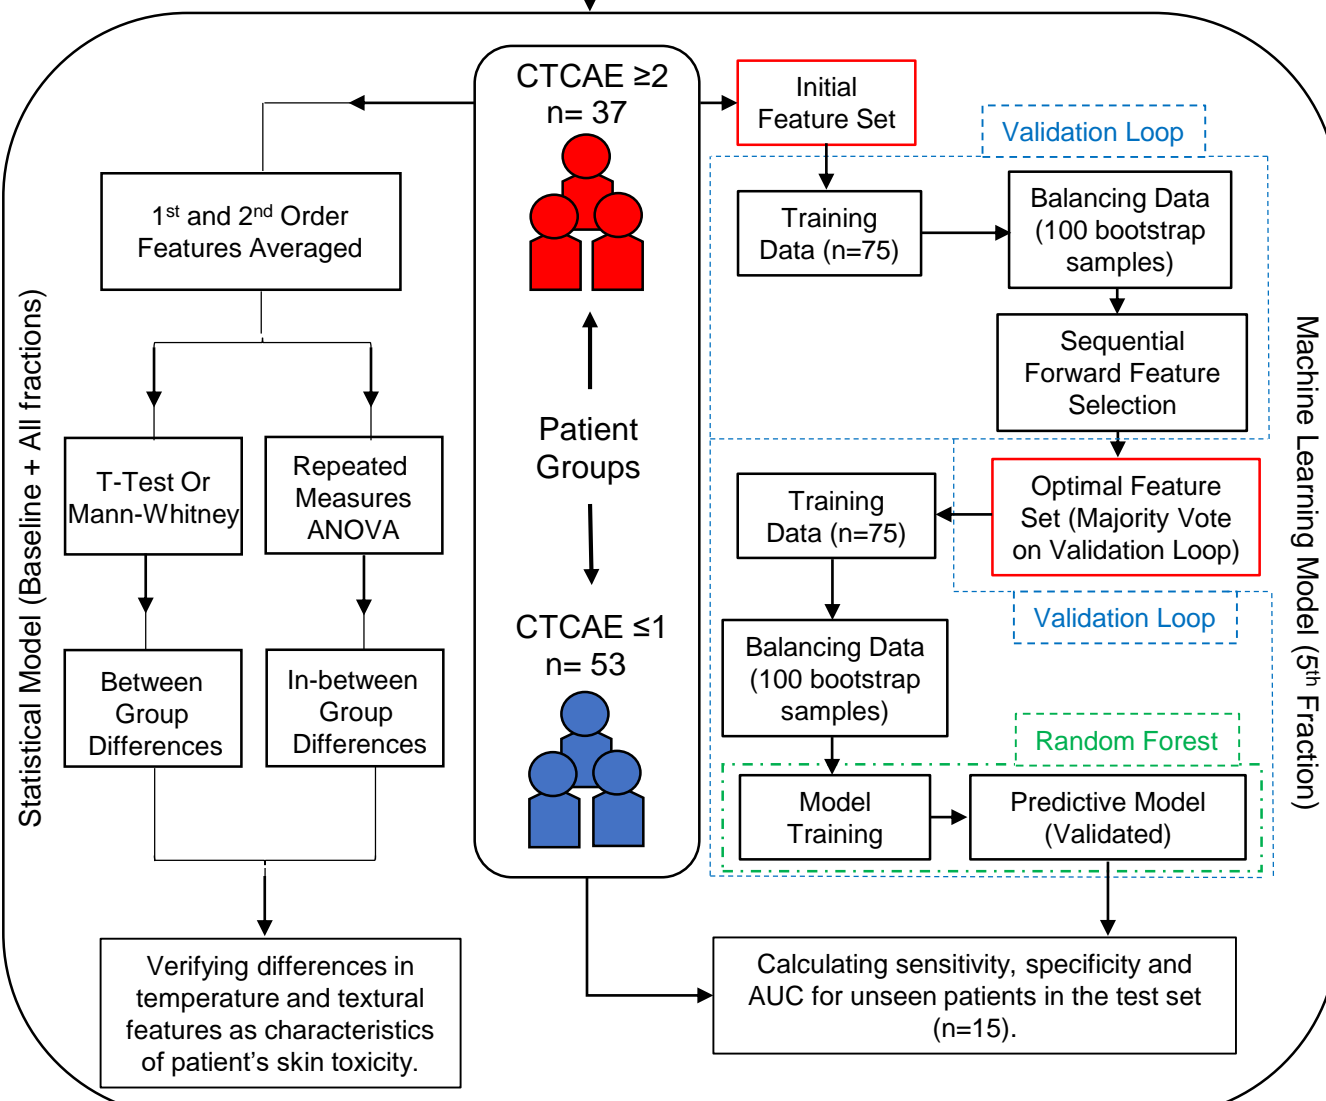 CTCAE ≥2
n= 37
Patient
Groups
CTCAE ≤1
n= 53
Statistical Model (Baseline + All fractions)
1st and 2nd Order
Features Averaged
T-Test Or
Mann-Whitney
Repeated
Measures
ANOVA
Between
Group
Differences
In-between
Group
Differences
Verifying differences in
temperature and textural
features as characteristics
of patient’s skin toxicity.
Initial
Feature Set
Validation Loop
Training
Data (n=75)
Balancing Data
(100 bootstrap
samples)
Sequential
Forward Feature
Selection
Optimal Feature
Set (Majority Vote
on Validation Loop)
Training
Data (n=75)
Validation Loop
Balancing Data
(100 bootstrap
samples)
Random Forest
Model
Training
Predictive Model
(Validated)
Calculating sensitivity, specificity and
AUC for unseen patients in the test set
(n=15).
Machine Learning Model (5th Fraction)